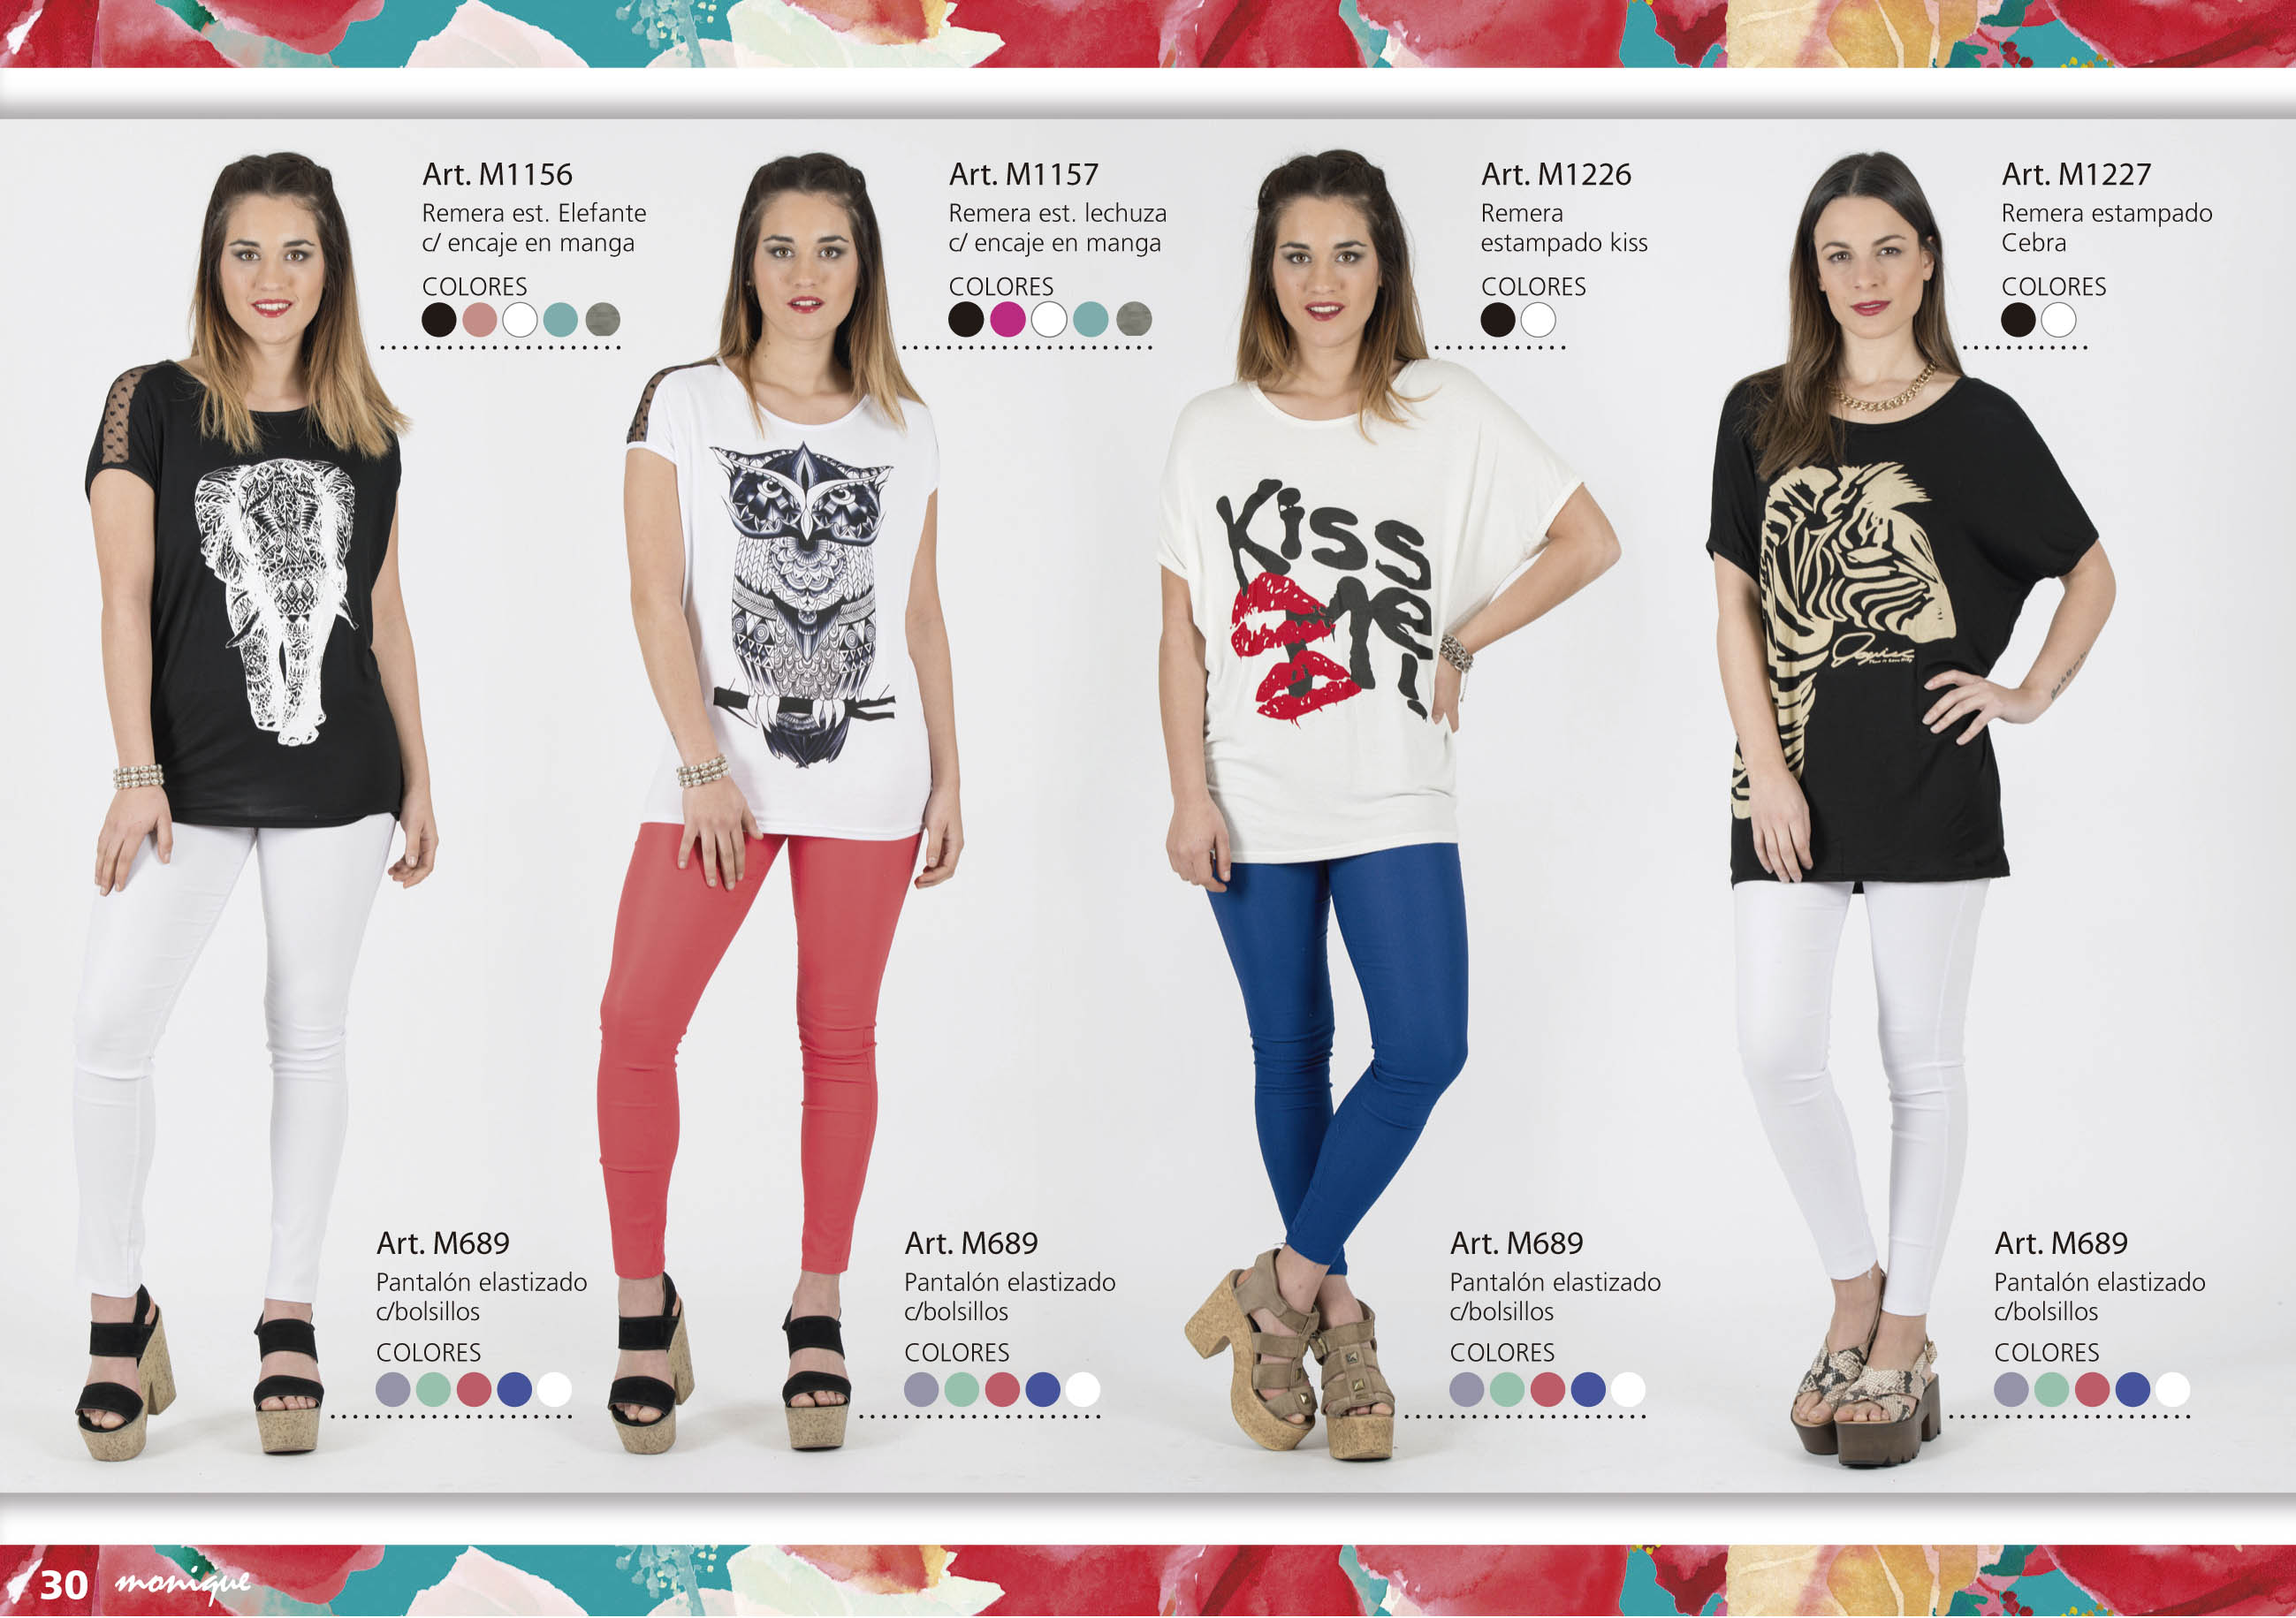 Art. M1156
Remera est. Elefante
c/ encaje en manga
COLORES
Art. M1157
Remera est. lechuza
c/ encaje en manga
COLORES
Art. M1226
Remera
estampado kiss
COLORES
Art. M1227
Remera estampado
Cebra
COLORES
Kiss
Me!
Art. M689
Pantalón elastizado
c/bolsillos
COLORES
Art. M689
Pantalón elastizado
c/bolsillos
COLORES
Art. M689
Pantalón elastizado
c/bolsillos
COLORES
Art. M689
Pantalón elastizado
c/bolsillos
COLORES
30 monique